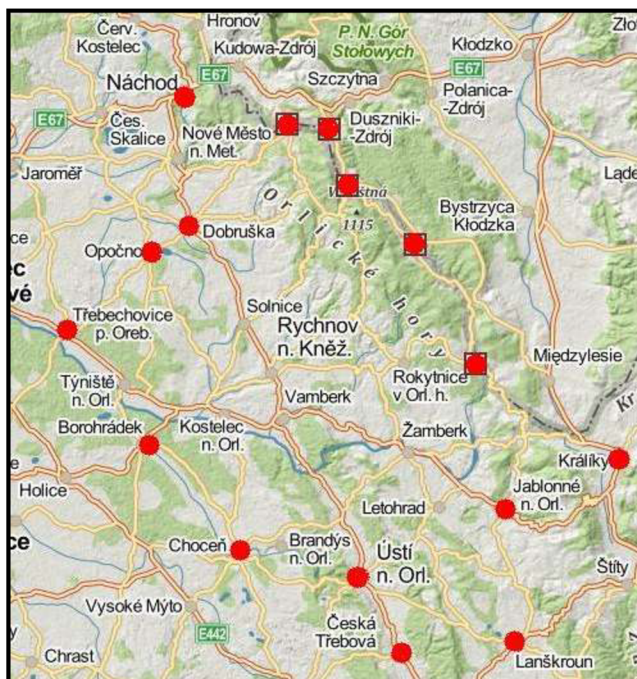 Hronov
Červ.
Kostelec
Kudowa-Zdrój
P. N. Gór
Stołowych
Kłodzko
E67
Szczytna
E67
Náchod
Polanica-
-Zdrój
E67
Čes.
Skalice
Nové Město
n. Met.
Duszniki-
-Zdrój
Jaroměř
Orlické hory
1115
Bystrzyca
Kłodzka
Dobruška
Opočno
Solnice
Třebechovice
p. Oreb.
Rychnov
n. Kněž.
Międzylesie
Týniště
n. Orl.
Vamberk
Rokytnice
v Orl. h.
Borohrádek
Kostelec
n. Orl.
Žamberk
Králíky
Holice
Letohrad
Jablonné
n. Orl.
Choceň
Brandýs
n. Orl.
Ústí
n. Orl.
Štíty
Vysoké Mýto
E442
Česká
Třebová
Chrast
Lanškroun